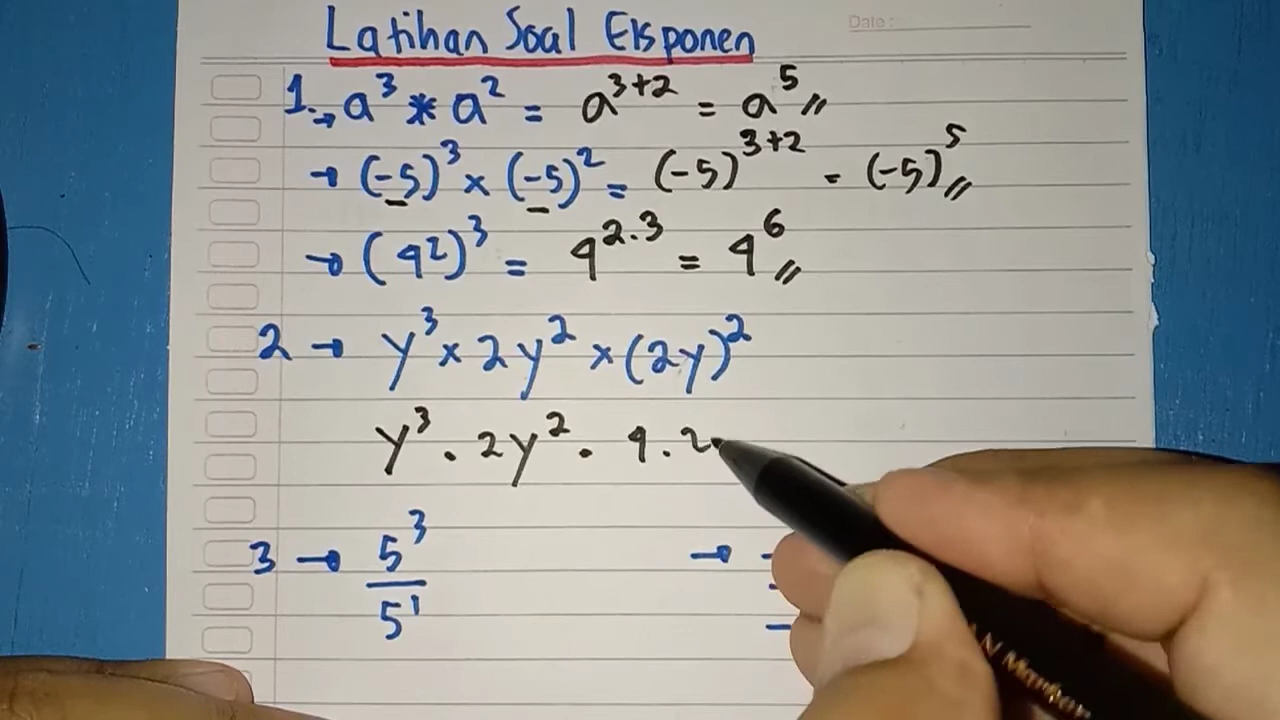 Date :
Latihan Soal Eksponen
1. → a³ * a² = a³⁺² = a⁵ //
→ (-5)³ × (-5)² = (-5)³⁺² = (-5)⁵ //
→ (4²)³ = 4²·³ = 4⁶ //
2 → y³ × 2y² × (2y)²
y³ . 2y² . 4 . 2
3 → 5³ →
5¹